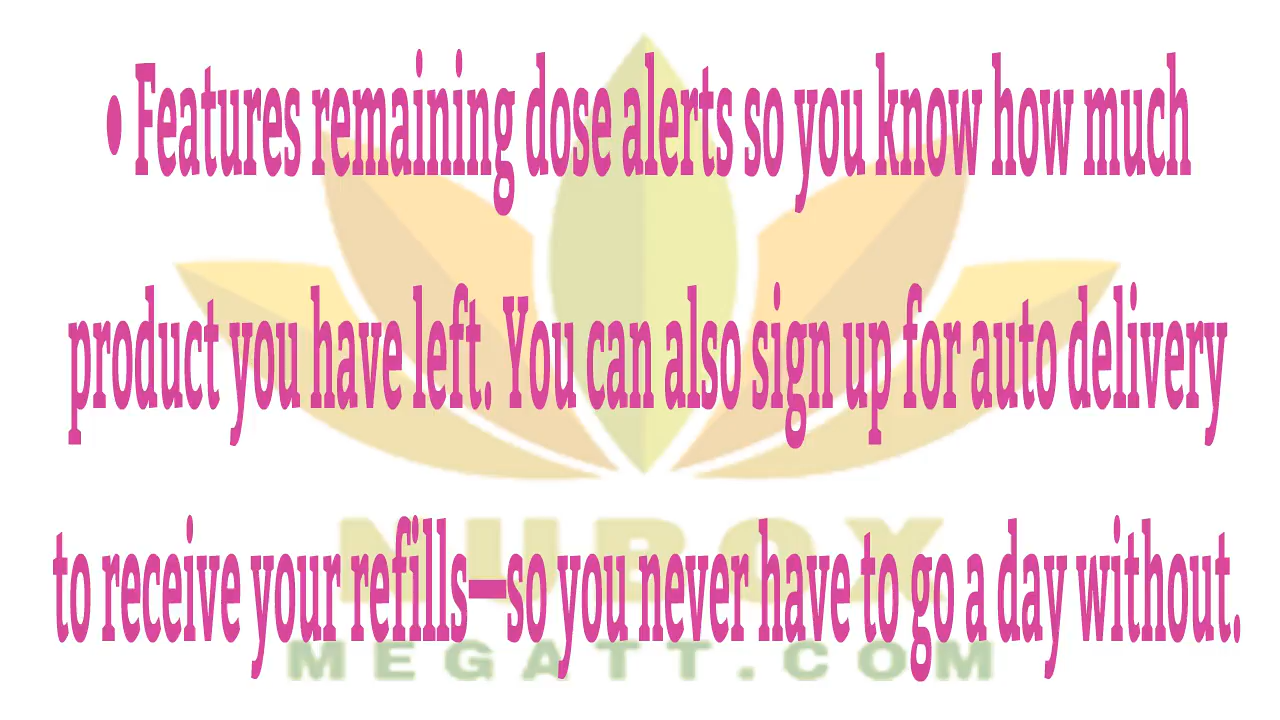 • Features remaining dose alerts so you know how much
product you have left. You can also sign up for auto delivery
to receive your refills—so you never have to go a day without.
NUBOX
MEGATT.COM